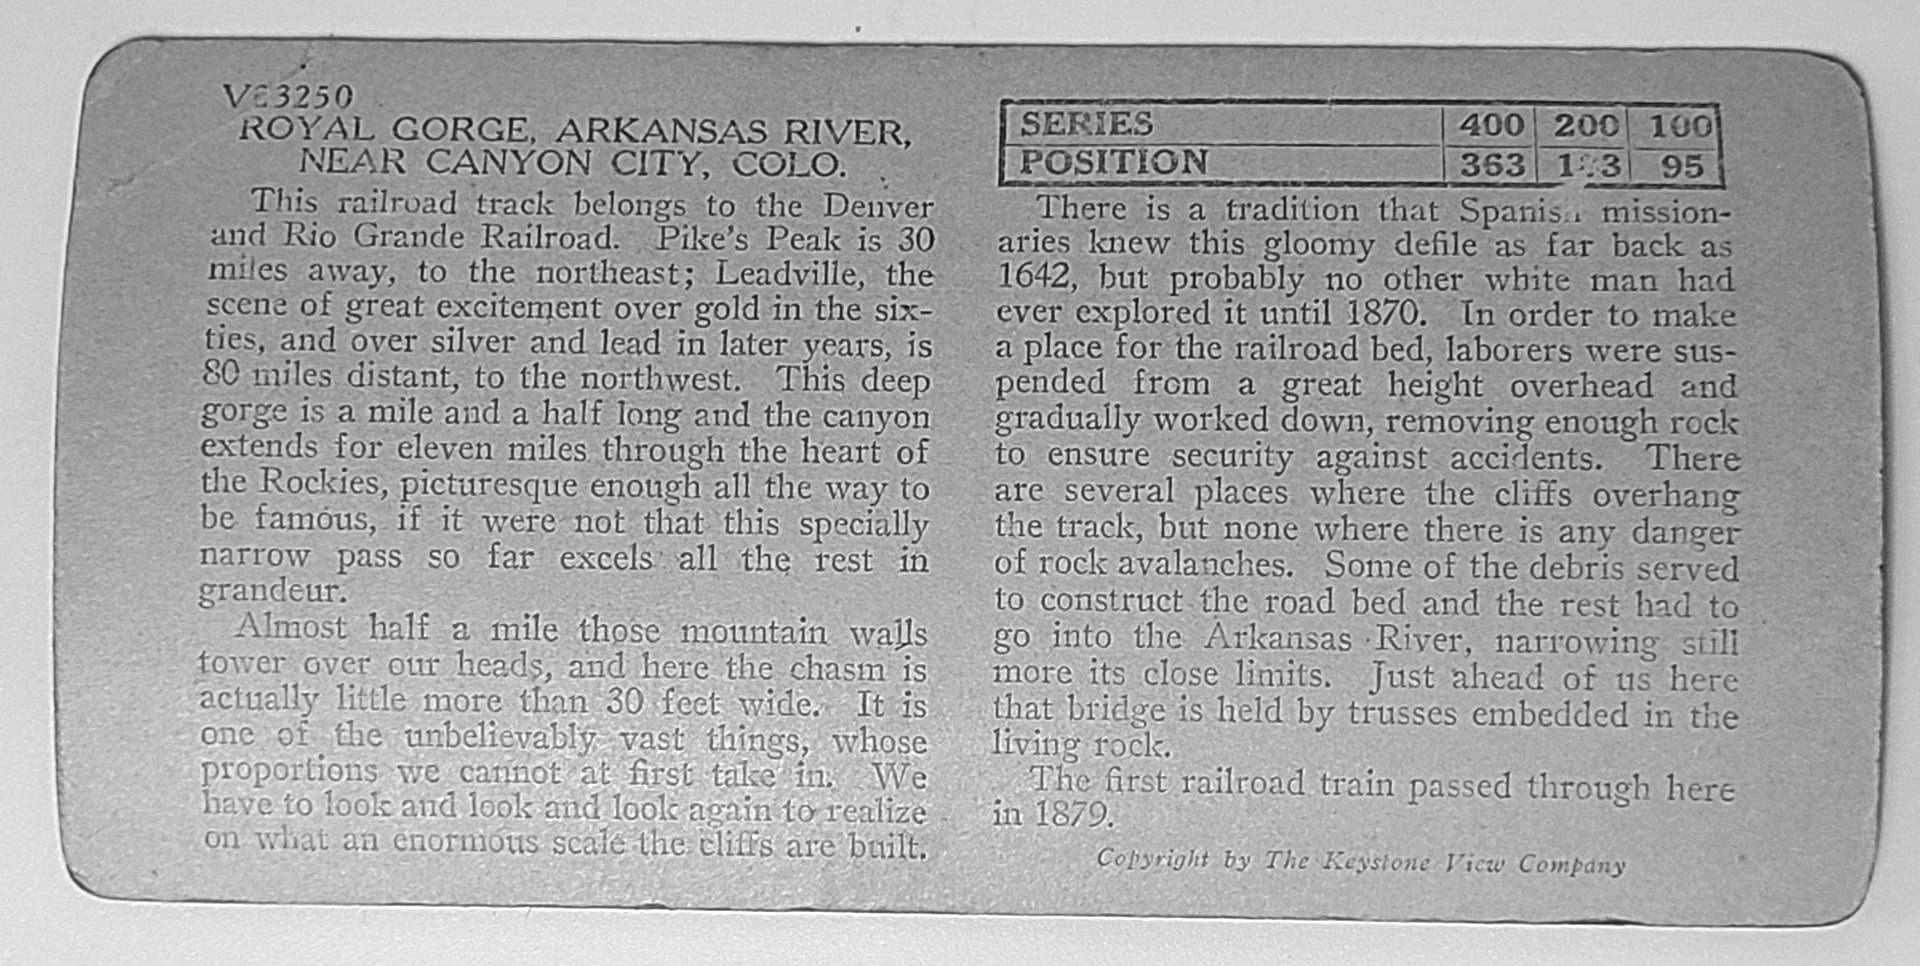 V23250
ROYAL GORGE, ARKANSAS RIVER,
NEAR CANYON CITY, COLO.
This railroad track belongs to the Denver
and Rio Grande Railroad. Pike's Peak is 30
miles away, to the northeast; Leadville, the
scene of great excitement over gold in the six-
ties, and over silver and lead in later years, is
80 miles distant, to the northwest. This deep
gorge is a mile and a half long and the canyon
extends for eleven miles through the heart of
the Rockies, picturesque enough all the way to
be famous, if it were not that this specially
narrow pass so far excels all the rest in
grandeur.
Almost half a mile those mountain walls
tower over our heads, and here the chasm is
actually little more than 30 feet wide. It is
one of the unbelievably vast things, whose
proportions we cannot at first take in. We
have to look and look and look again to realize
on what an enormous scale the cliffs are built.
SERIES 400 200 100
POSITION 363 95
There is a tradition that Spanish mission-
aries knew this gloomy defile as far back as
1642, but probably no other white man had
ever explored it until 1870. In order to make
a place for the railroad bed, laborers were sus-
pended from a great height overhead and
gradually worked down, removing enough rock
to ensure security against accidents. There
are several places where the cliffs overhang
the track, but none where there is any danger
of rock avalanches. Some of the debris served
to construct the road bed and the rest had to
go into the Arkansas River, narrowing still
more its close limits. Just ahead of us here
that bridge is held by trusses embedded in the
living rock.
The first railroad train passed through here
in 1879.
Copyright by The Keystone View Company